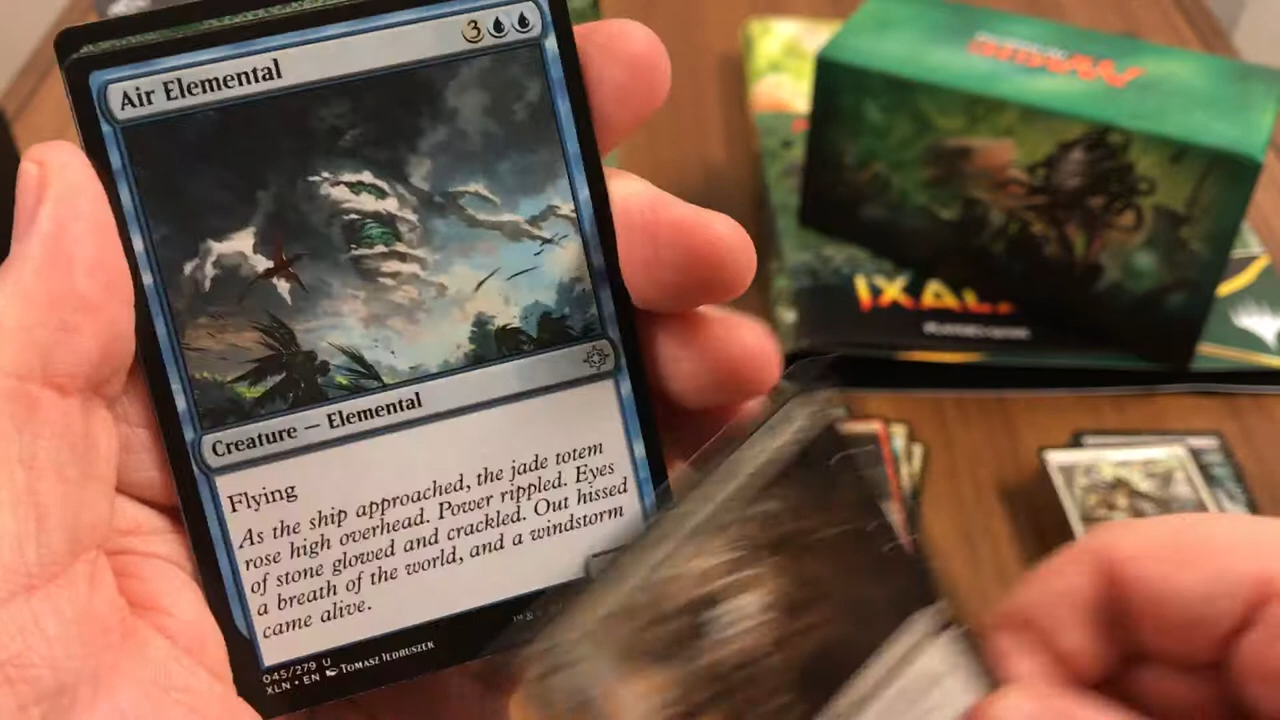 Air Elemental
3
Creature — Elemental
Flying
As the ship approached, the jade totem
rose high overhead. Power rippled. Eyes
of stone glowed and crackled. Out hissed
a breath of the world, and a windstorm
came alive.
045/279 U
XLN • EN TOMASZ JEDRUSZEK
IXAL